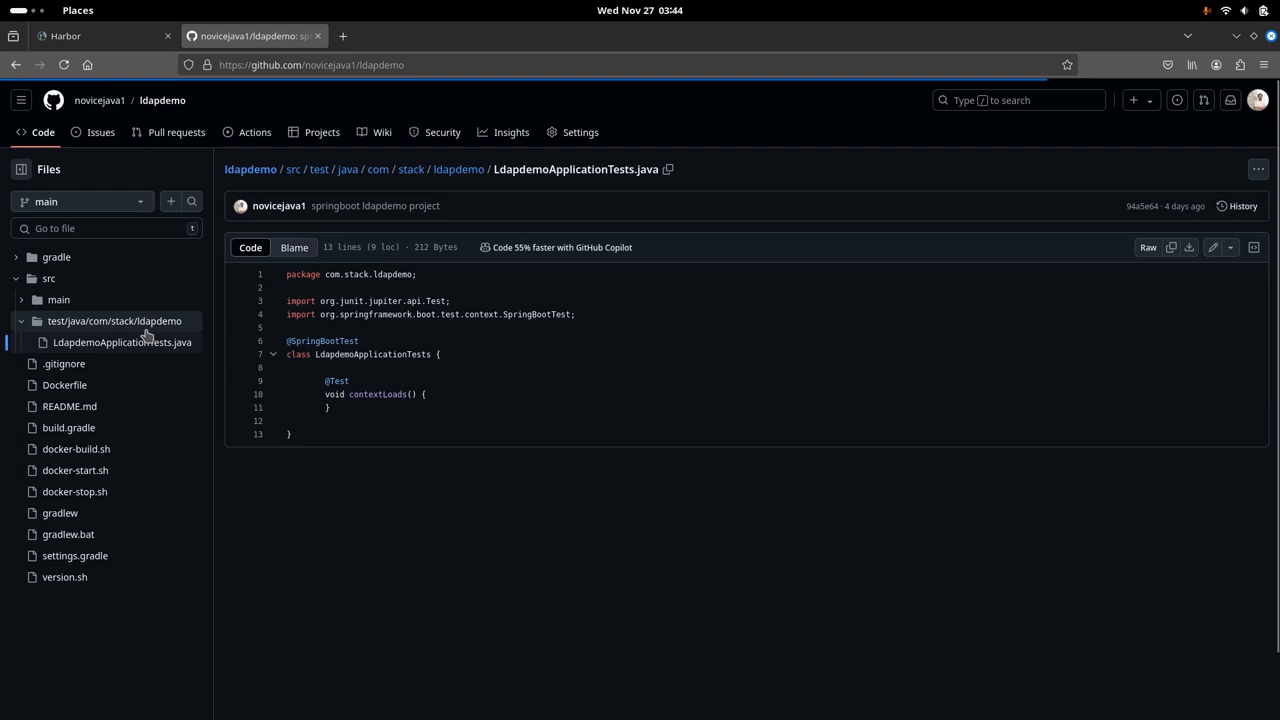 Places
Wed Nov 27 03:44
Harbor
novicejava1/ldapdemo: sp
https://github.com/novicejava1/ldapdemo
novicejava1 / ldapdemo
Type / to search
Code
Issues
Pull requests
Actions
Projects
Wiki
Security
Insights
Settings
Files
main
Go to file
t
gradle
src
main
test/java/com/stack/ldapdemo
LdapdemoApplicationTests.java
.gitignore
Dockerfile
README.md
build.gradle
docker-build.sh
docker-start.sh
docker-stop.sh
gradlew
gradlew.bat
settings.gradle
version.sh
ldapdemo / src / test / java / com / stack / ldapdemo / LdapdemoApplicationTests.java
novicejava1 springboot ldapdemo project
94a5e64 · 4 days ago
History
Code
Blame
13 lines (9 loc) · 212 Bytes
Code 55% faster with GitHub Copilot
Raw
1 package com.stack.ldapdemo;
2
3 import org.junit.jupiter.api.Test;
4 import org.springframework.boot.test.context.SpringBootTest;
5
6 @SpringBootTest
7 class LdapdemoApplicationTests {
8
9 @Test
10 void contextLoads() {
11 }
12
13 }